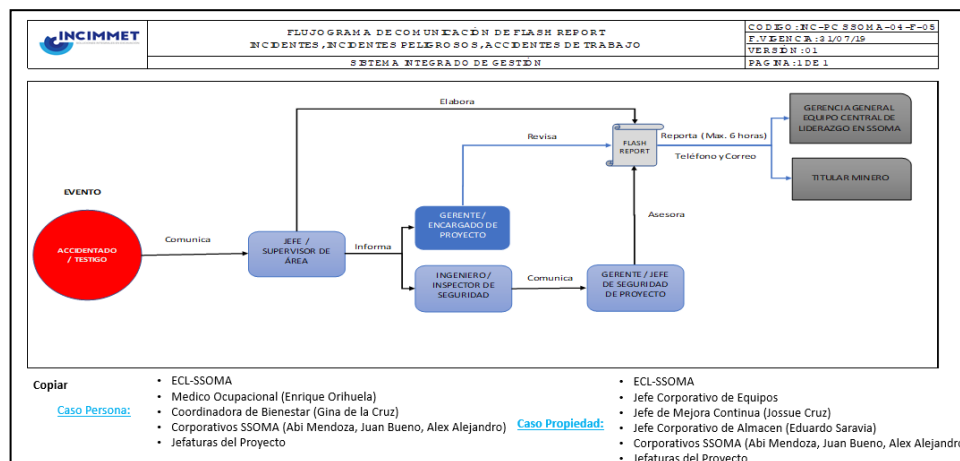 INCIMMET
FLUJOGRAMA DE COMUNICACIÓN DE FLASH REPORT
INCIDENTES, INCIDENTES PELIGROSOS, ACCIDENTES DE TRABAJO
SISTEMA INTEGRADO DE GESTIÓN
CODIGO: INC-PC SSOMA-04-F-05
F.VIGENCIA: 31/07/19
VERSIÓN: 01
PAGINA: 1 DE 1
Elabora
Revisa
FLASH
REPORT
Reporta (Max. 6 horas)
Teléfono y Correo
GERENCIA GENERAL
EQUIPO CENTRAL DE
LIDERAZGO EN SSOMA
TITULAR MINERO
EVENTO
ACCIDENTADO
/ TESTIGO
Comunica
JEFE /
SUPERVISOR DE
ÁREA
Informa
GERENTE /
ENCARGADO DE
PROYECTO
INGENIERO /
INSPECTOR DE
SEGURIDAD
Comunica
GERENTE / JEFE
DE SEGURIDAD
DE PROYECTO
Asesora
Copiar
Caso Persona:
• ECL-SSOMA
• Medico Ocupacional (Enrique Orihuela)
• Coordinadora de Bienestar (Gina de la Cruz)
• Corporativos SSOMA (Abi Mendoza, Juan Bueno, Alex Alejandro)
• Jefaturas del Proyecto
Caso Propiedad:
• ECL-SSOMA
• Jefe Corporativo de Equipos
• Jefe de Mejora Continua (Jossue Cruz)
• Jefe Corporativo de Almacen (Eduardo Saravia)
• Corporativos SSOMA (Abi Mendoza, Juan Bueno, Alex Alejandro
• Jefaturas del Proyecto